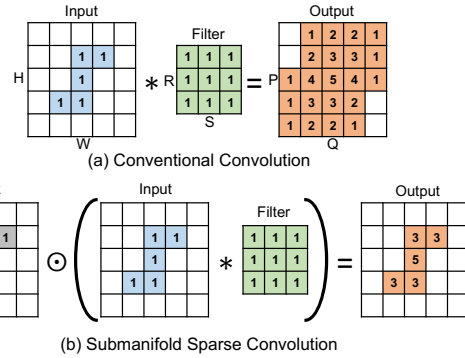 Input Filter Output
1 2 2 1
1 1 1 1 1 2 3 3 1
H 1 R 1 1 1 P 1 4 5 4 1
1 1 1 1 1 1 3 3 2
S 1 2 2 1
W Q
(a) Conventional Convolution
Input Filter Output
1 1 1 1 1 1 3 3
1 1 1 1 5
1 1 1 1 1 3 3
(b) Submanifold Sparse Convolution